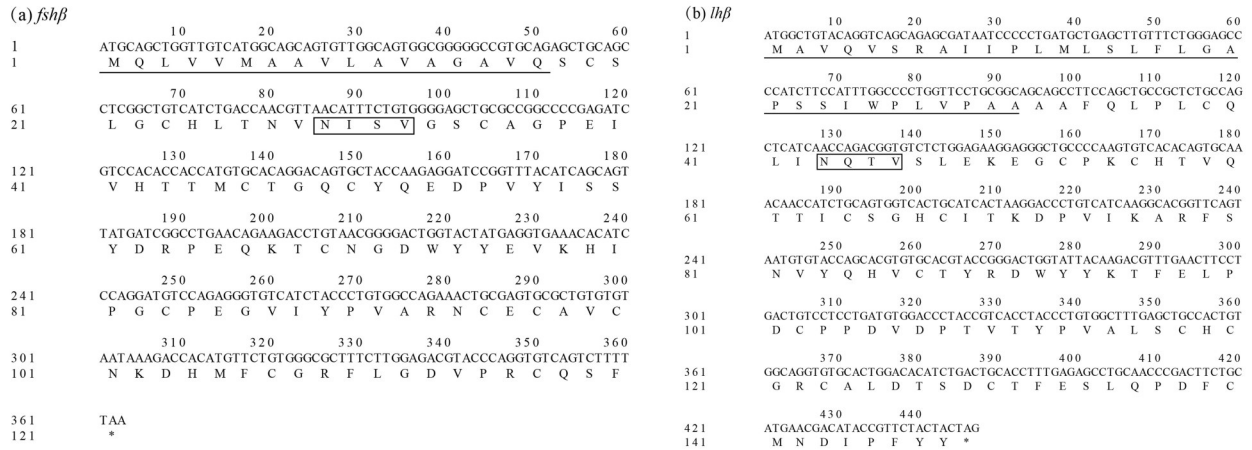 (a) fshβ
10 20 30 40 50 60
1 ATGCAGCTGGTTGTCATGGCAGCAGTGTTGGCAGTGGCGGGGGCCGTGCAGAGCTGCAGC
1 M Q L V V M A A V L A V A G A V Q S C S
70 80 90 100 110 120
61 CTCGGCTGTCATCTGACCAACGTTAACATTTCTGTGGGGAGCTGCGCCGGCCCCGAGATC
21 L G C H L T N V N I S V G S C A G P E I
130 140 150 160 170 180
121 GTCCACACCACCATGTGCACAGGACAGTGCTACCAAGAGGATCCGGTTTACATCAGCAGT
41 V H T T M C T G Q C Y Q E D P V Y I S S
190 200 210 220 230 240
181 TATGATCGGCCTGAACAGAAGACCTGTAACGGGGACTGGTACTATGAGGTGAAACACATC
61 Y D R P E Q K T C N G D W Y Y E V K H I
250 260 270 280 290 300
241 CCAGGATGTCCAGAGGGTGTCATCTACCCTGTGGCCAGAAACTGCGAGTGCGCTGTGTGT
81 P G C P E G V I Y P V A R N C E C A V C
310 320 330 340 350 360
301 AATAAAGACCACATGTTCTGTGGGCGCTTTCTTGGAGACGTACCCAGGTGTCAGTCTTTT
101 N K D H M F C G R F L G D V P R C Q S F
361 TAA
121 *
(b) lhβ
10 20 30 40 50 60
1 ATGGCTGTACAGGTCAGCAGAGCGATAATCCCCCTGATGCTGAGCTTGTTTCTGGGAGCC
1 M A V Q V S R A I I P L M L S L F L G A
70 80 90 100 110 120
61 CCATCTTCCATTTGGCCCCTGGTTCCTGCGGCAGCAGCCTTCCAGCTGCCGCTCTGCCAG
21 P S S I W P L V P A A A F Q L P L C Q
130 140 150 160 170 180
121 CTCATCAACCAGACGGTGTCTCTGGAGAAGGAGGGCTGCCCCAAGTGTCACACAGTGCAA
41 L I N Q T V S L E K E G C P K C H T V Q
190 200 210 220 230 240
181 ACAACCATCTGCAGTGGTCACTGCATCACTAAGGACCCTGTCATCAAGGCACGGTTCAGT
61 T T I C S G H C I T K D P V I K A R F S
250 260 270 280 290 300
241 AATGTGTACCAGCACGTGTGCACGTACCGGGACTGGTATTACAAGACGTTTGAACTTCCT
81 N V Y Q H V C T Y R D W Y Y K T F E L P
310 320 330 340 350 360
301 GACTGTCCTCCTGATGTGGACCCTACCGTCACCTACCCTGTGGCTTTGAGCTGCCACTGT
101 D C P P D V D P T V T Y P V A L S C H C
370 380 390 400 410 420
361 GGCAGGTGTGCACTGGACACATCTGACTGCACCTTTGAGAGCCTGCAACCCGACTTCTGC
121 G R C A L D T S D C T F E S L Q P D F C
430 440
421 ATGAACGACATACCGTTCTACTACTAG
141 M N D I P F Y Y *